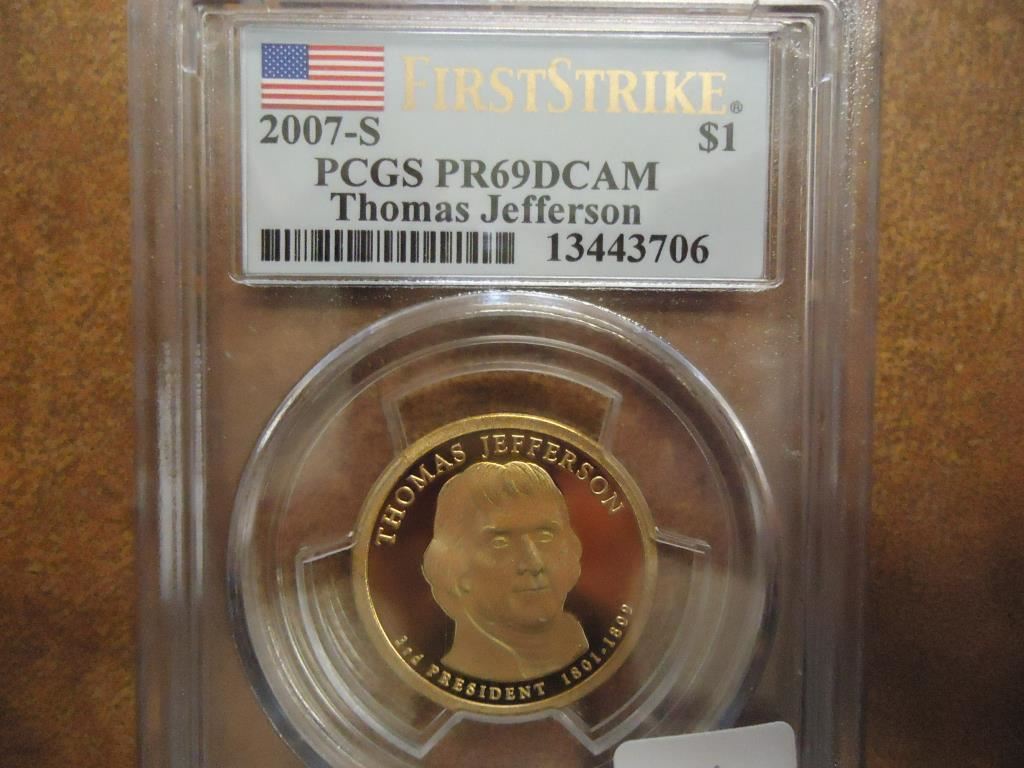 FIRSTSTRIKE®
2007-S $1
PCGS PR69DCAM
Thomas Jefferson
13443706
THOMAS JEFFERSON
3rd PRESIDENT 1801-1809